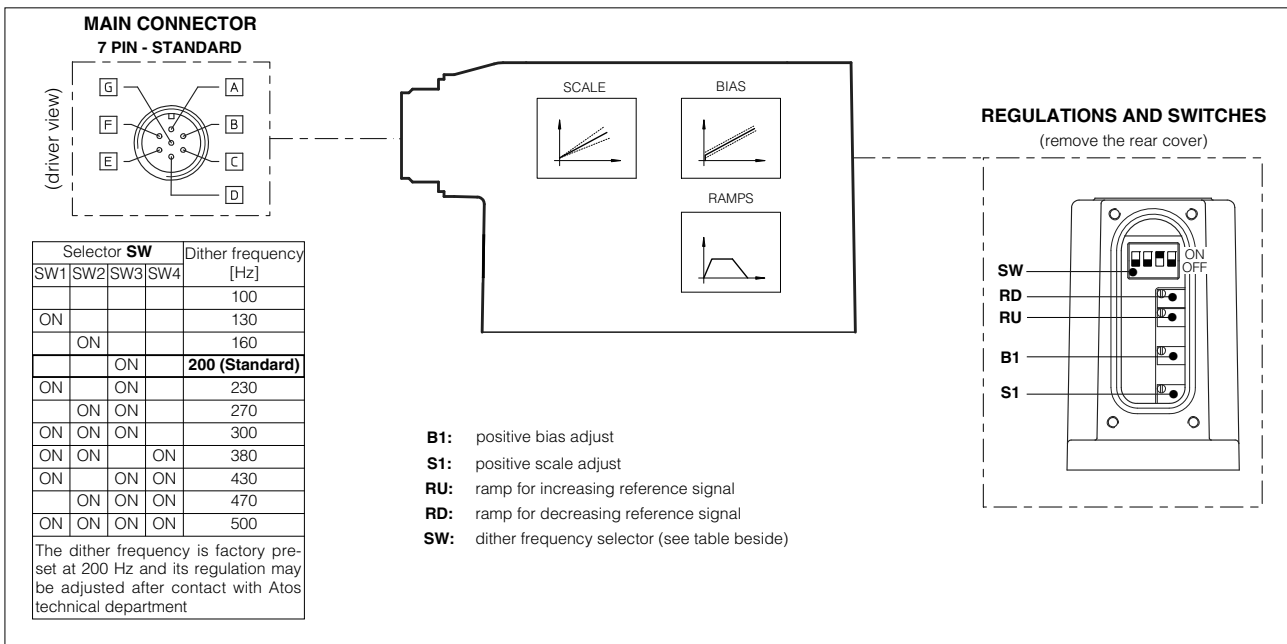 MAIN CONNECTOR
7 PIN - STANDARD
(driver view)
G
A
F
B
E
C
D
SCALE
BIAS
RAMPS
REGULATIONS AND SWITCHES
(remove the rear cover)
ON
OFF
SW
RD
RU
B1
S1
Selector SW Dither frequency
SW1 SW2 SW3 SW4 [Hz]
100
ON 130
ON 160
ON 200 (Standard)
ON ON 230
ON ON 270
ON ON ON 300
ON ON ON 380
ON ON ON 430
ON ON ON 470
ON ON ON ON 500
The dither frequency is factory pre-
set at 200 Hz and its regulation may
be adjusted after contact with Atos
technical department
B1: positive bias adjust
S1: positive scale adjust
RU: ramp for increasing reference signal
RD: ramp for decreasing reference signal
SW: dither frequency selector (see table beside)